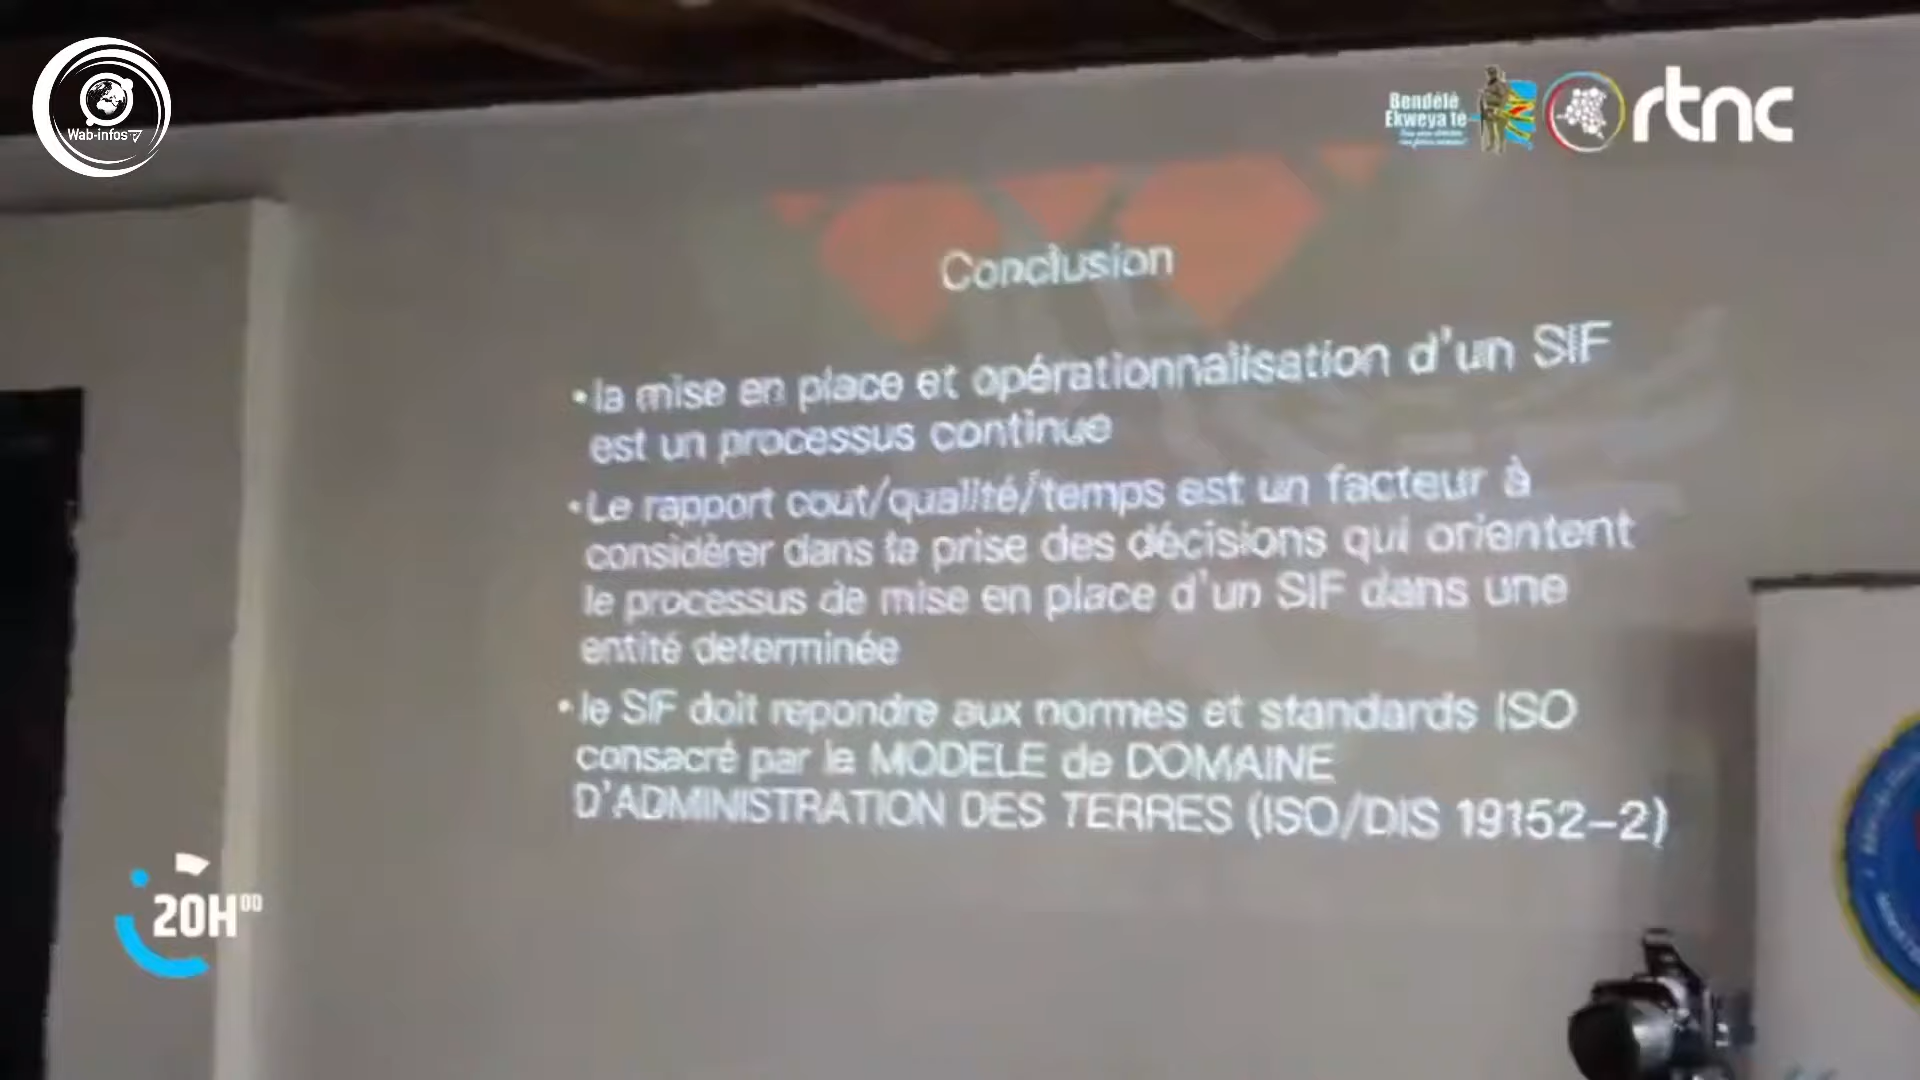 Wab-infos
Bendélé
Ekweya te
rtnc
Conclusion
•la mise en place et opérationnalisation d'un SIF
est un processus continue
•Le rapport cout/qualité/temps est un facteur à
considérer dans la prise des décisions qui orientent
le processus de mise en place d'un SIF dans une
entité determinée
•le SIF doit repondre aux normes et standards ISO
consacré par le MODELE de DOMAINE
D'ADMINISTRATION DES TERRES (ISO/DIS 19152-2)
20H00